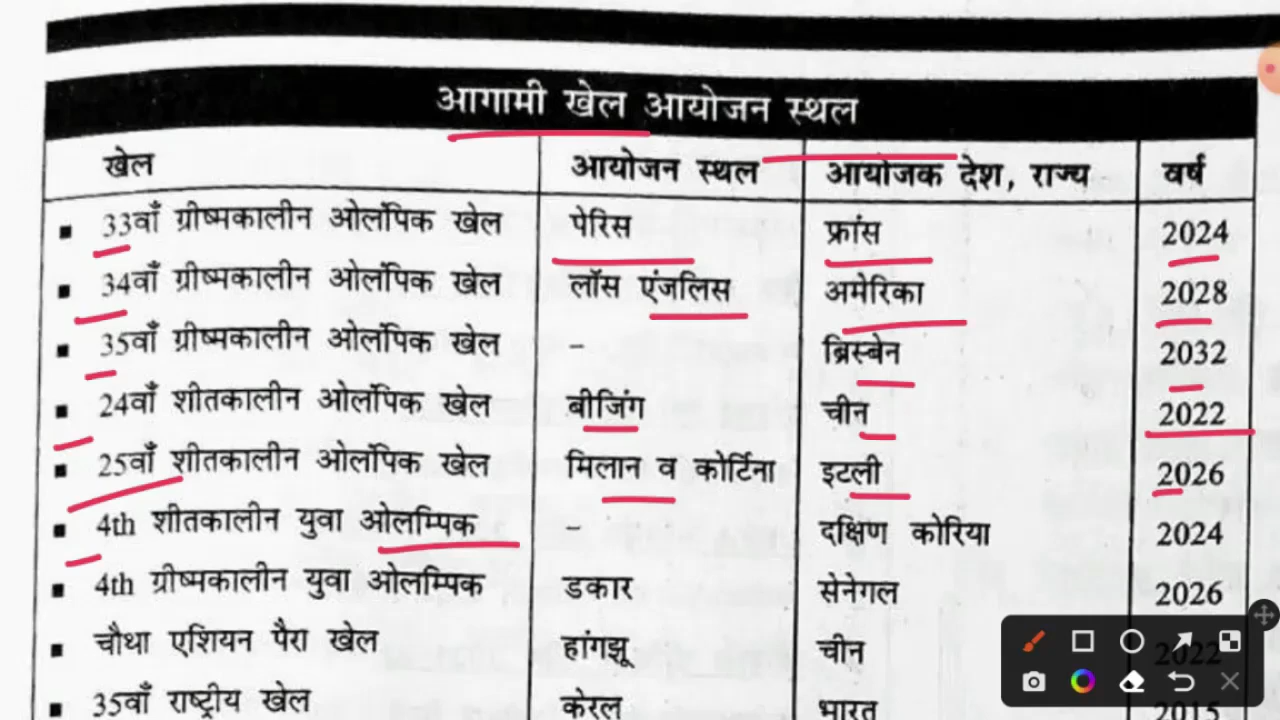 आगामी खेल आयोजन स्थल
खेल आयोजन स्थल आयोजक देश, राज्य वर्ष
33वाँ ग्रीष्मकालीन ओलंपिक खेल पेरिस फ्रांस 2024
34वाँ ग्रीष्मकालीन ओलंपिक खेल लॉस एंजलिस अमेरिका 2028
35वाँ ग्रीष्मकालीन ओलंपिक खेल – ब्रिस्बेन 2032
24वाँ शीतकालीन ओलंपिक खेल बीजिंग चीन 2022
25वाँ शीतकालीन ओलंपिक खेल मिलान व कोर्टिना इटली 2026
4th शीतकालीन युवा ओलम्पिक – दक्षिण कोरिया 2024
4th ग्रीष्मकालीन युवा ओलम्पिक डकार सेनेगल 2026
चौथा एशियन पैरा खेल हांगझू चीन 2022
35वाँ राष्ट्रीय खेल केरल भारत 2015